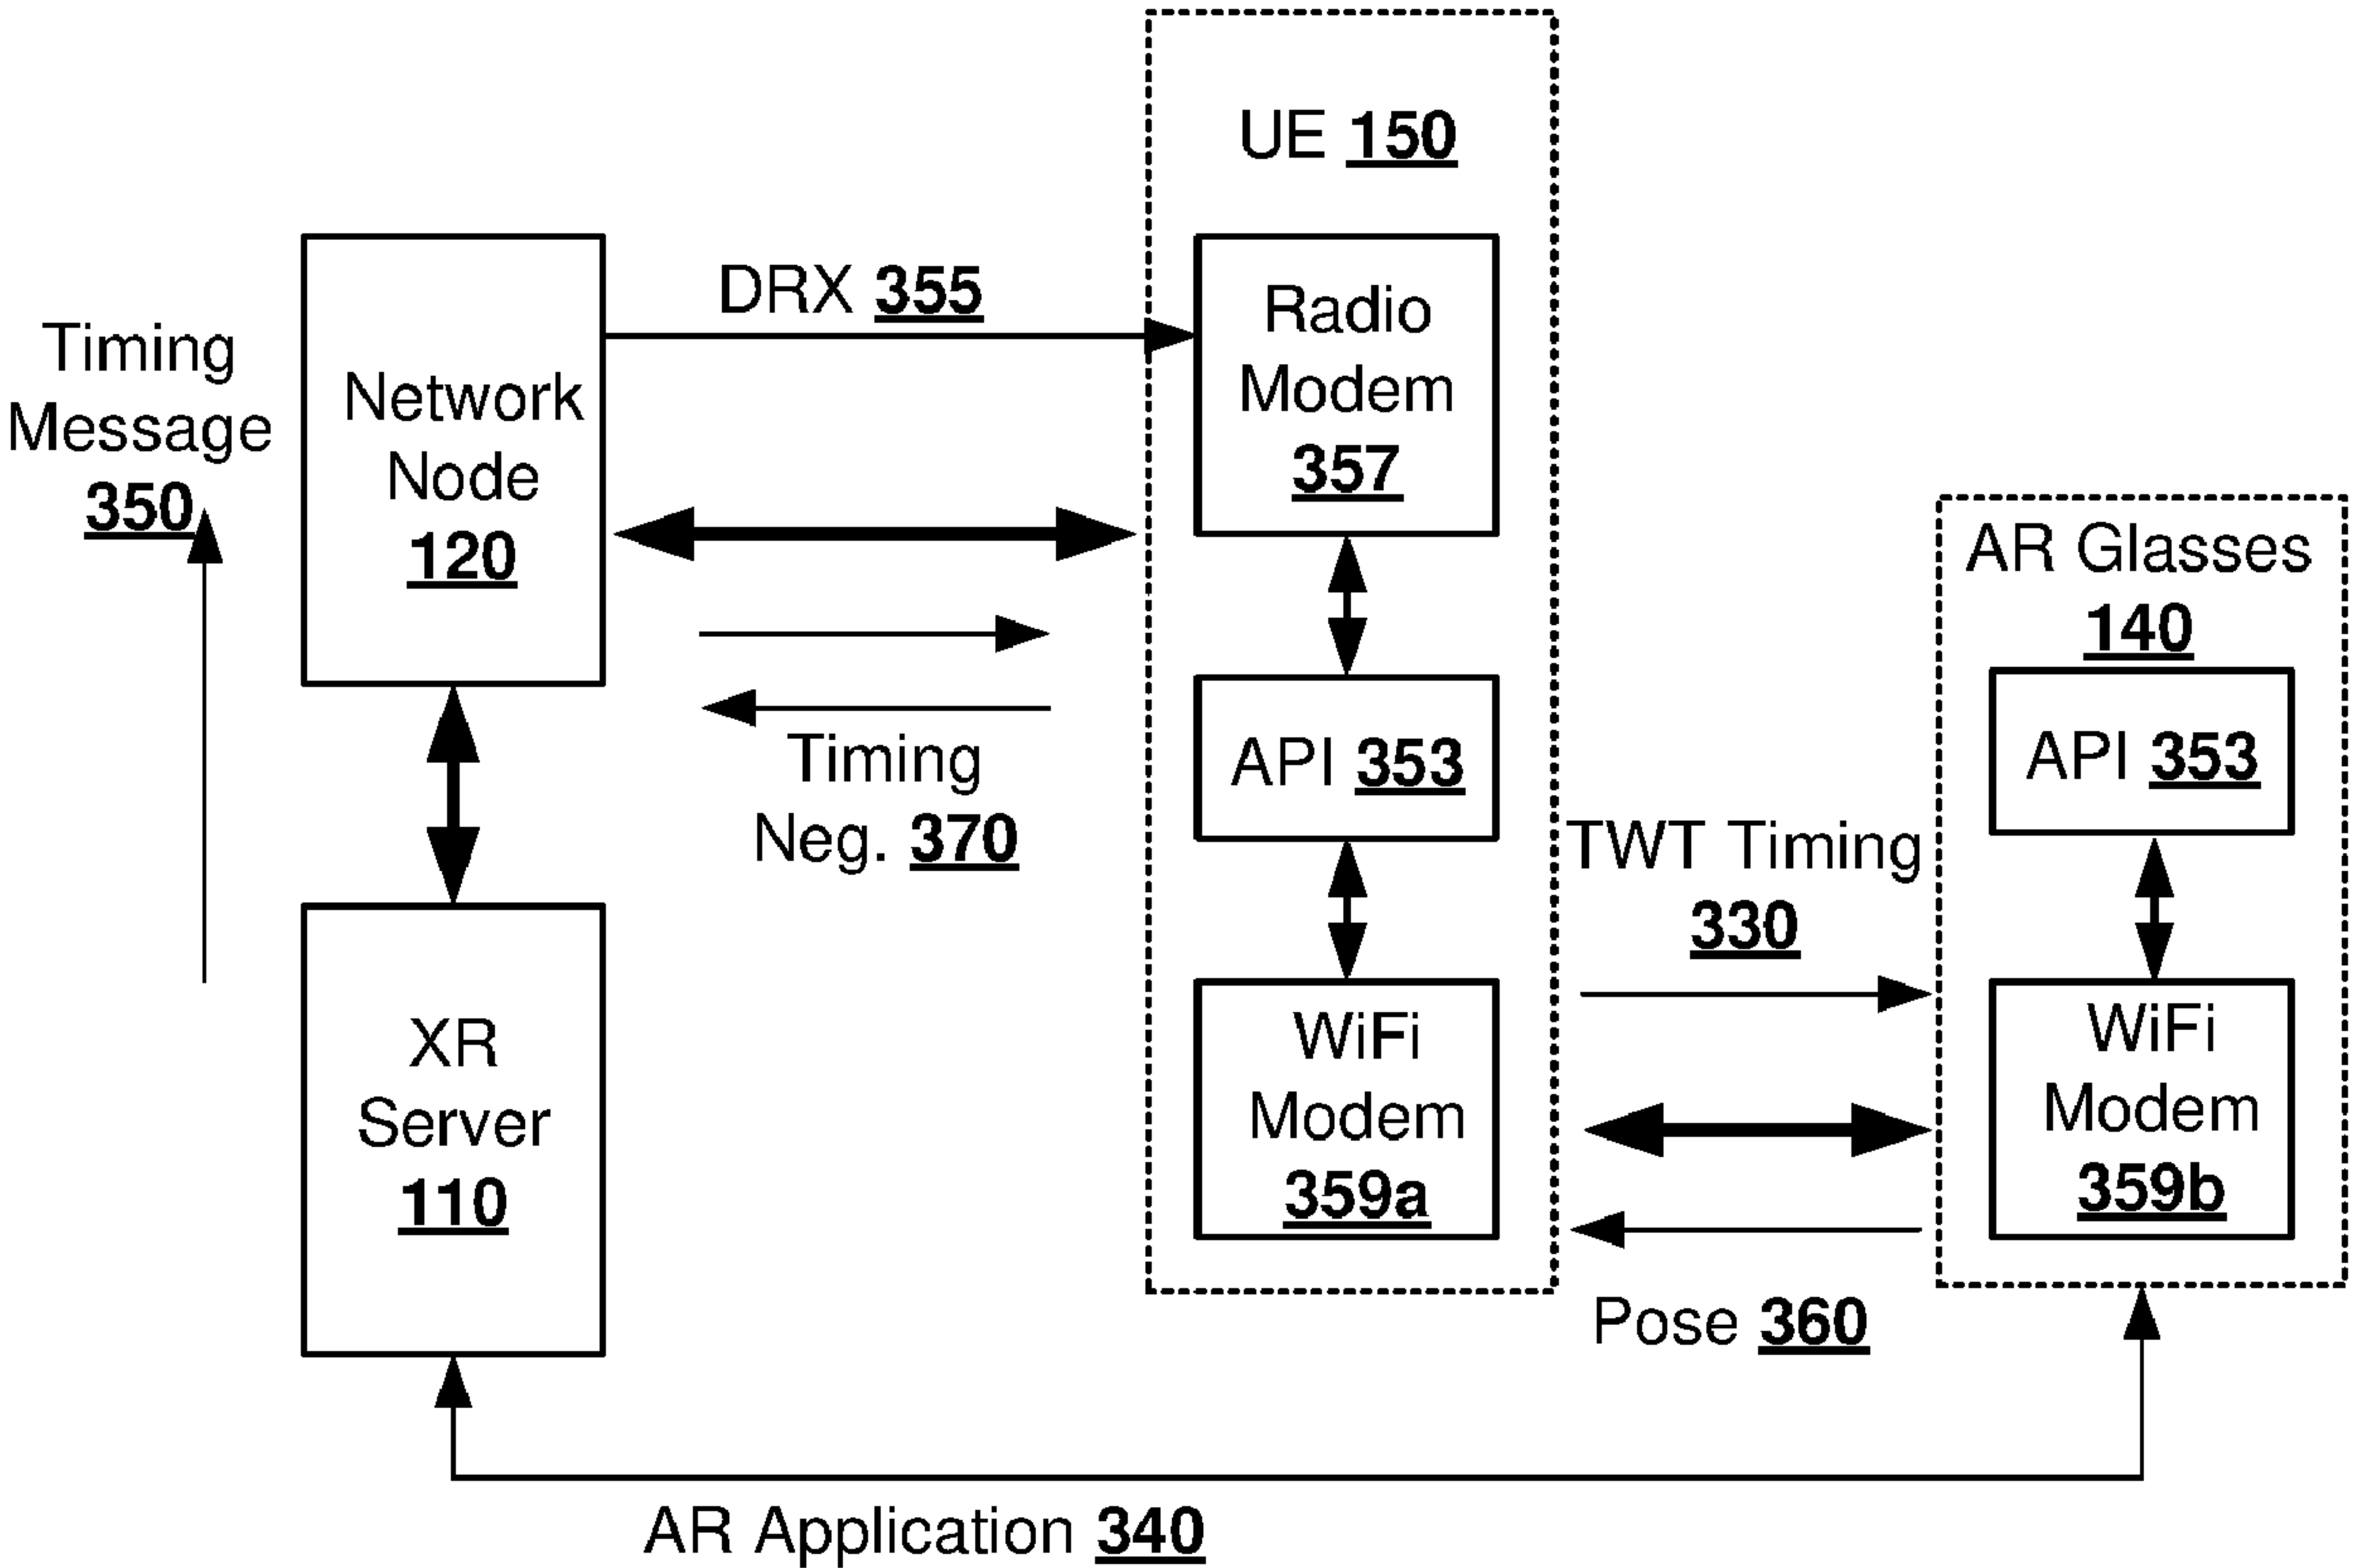 UE 150
DRX 355
Timing
Message
350
Network
Node
120
Radio
Modem
357
AR Glasses
140
Timing
Neg. 370
API 353
API 353
TWT Timing
330
XR
Server
110
WiFi
Modem
359a
WiFi
Modem
359b
Pose 360
AR Application 340